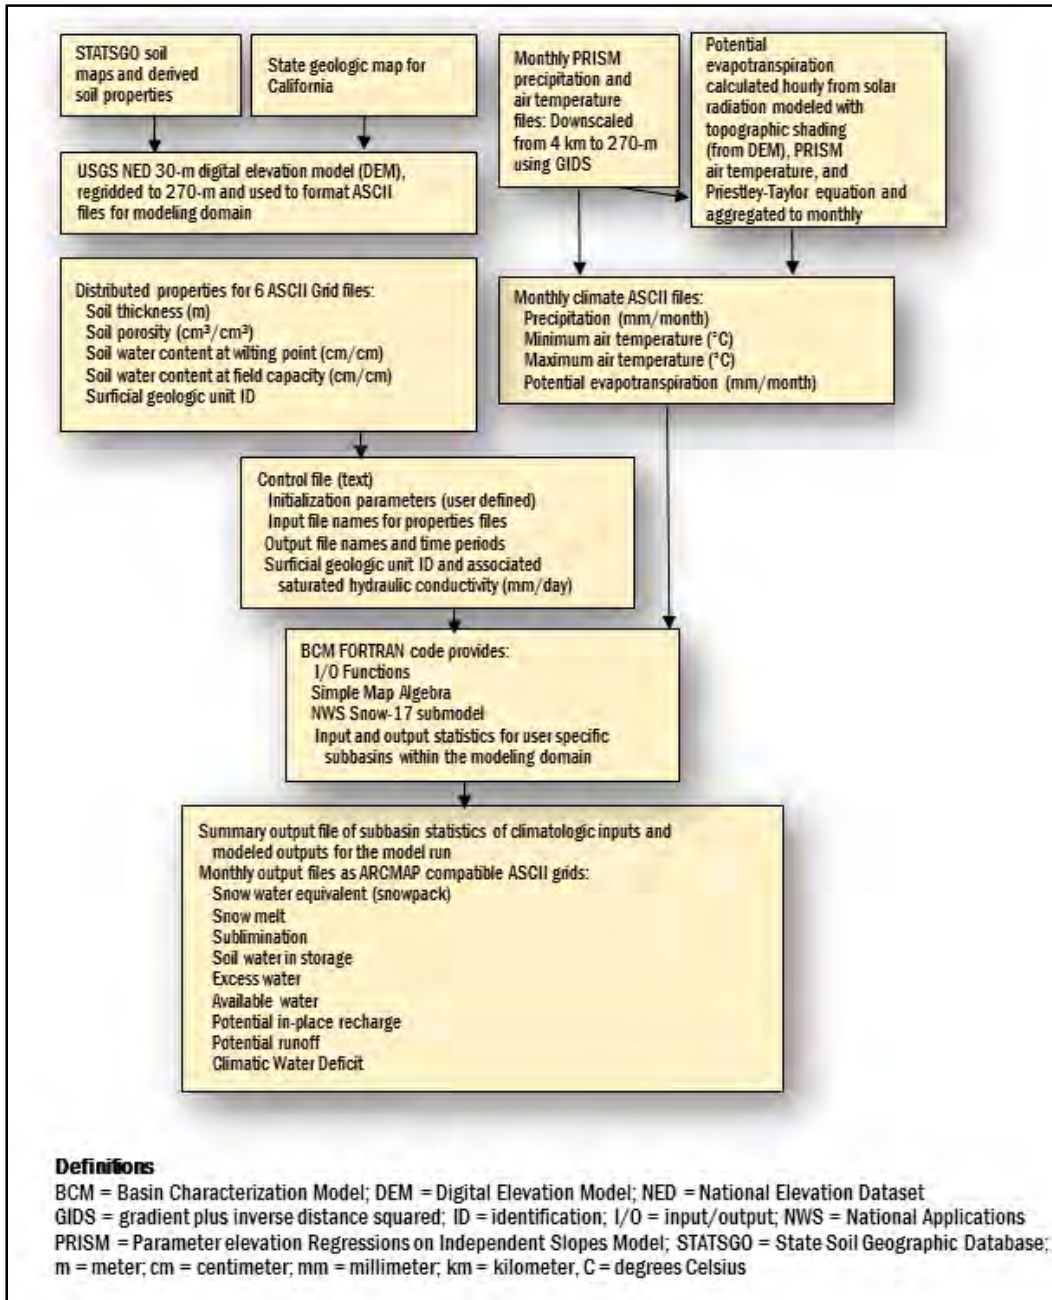 STATSGO soil
maps and derived
soil properties
State geologic map for
California
Monthly PRISM
precipitation and
air temperature
files: Downscaled
from 4 km to 270-m
using GIDS
Potential
evapotranspiration
calculated hourly from solar
radiation modeled with
topographic shading
(from DEM), PRISM
air temperature, and
Priestley-Taylor equation and
aggregated to monthly
USGS NED 30-m digital elevation model (DEM),
regridded to 270-m and used to format ASCII
files for modeling domain
Distributed properties for 6 ASCII Grid files:
Soil thickness (m)
Soil porosity (cm³/cm³)
Soil water content at wilting point (cm/cm)
Soil water content at field capacity (cm/cm)
Surficial geologic unit ID
Monthly climate ASCII files:
Precipitation (mm/month)
Minimum air temperature (°C)
Maximum air temperature (°C)
Potential evapotranspiration (mm/month)
Control file (text)
Initialization parameters (user defined)
Input file names for properties files
Output file names and time periods
Surficial geologic unit ID and associated
saturated hydraulic conductivity (mm/day)
BCM FORTRAN code provides:
I/O Functions
Simple Map Algebra
NWS Snow-17 submodel
Input and output statistics for user specific
subbasins within the modeling domain
Summary output file of subbasin statistics of climatologic inputs and
modeled outputs for the model run
Monthly output files as ARCMAP compatible ASCII grids:
Snow water equivalent (snowpack)
Snow melt
Sublimination
Soil water in storage
Excess water
Available water
Potential in-place recharge
Potential runoff
Climatic Water Deficit
Definitions
BCM = Basin Characterization Model; DEM = Digital Elevation Model; NED = National Elevation Dataset
GIDS = gradient plus inverse distance squared; ID = identification; I/O = input/output; NWS = National Applications
PRISM = Parameter elevation Regressions on Independent Slopes Model; STATSGO = State Soil Geographic Database;
m = meter; cm = centimeter; mm = millimeter; km = kilometer, C = degrees Celsius